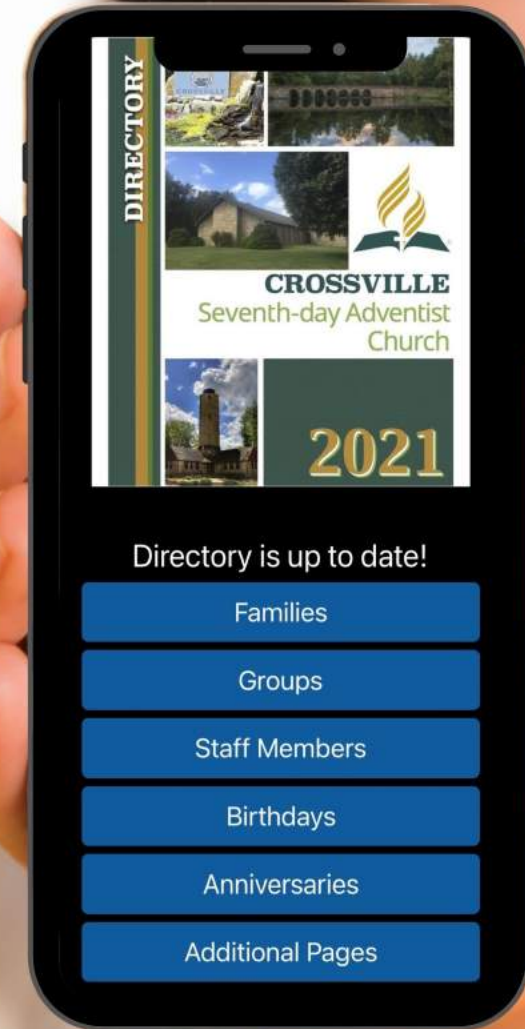 CROSSVILLE
DIRECTORY
CROSSVILLE
Seventh-day Adventist
Church
2021
Directory is up to date!
Families
Groups
Staff Members
Birthdays
Anniversaries
Additional Pages